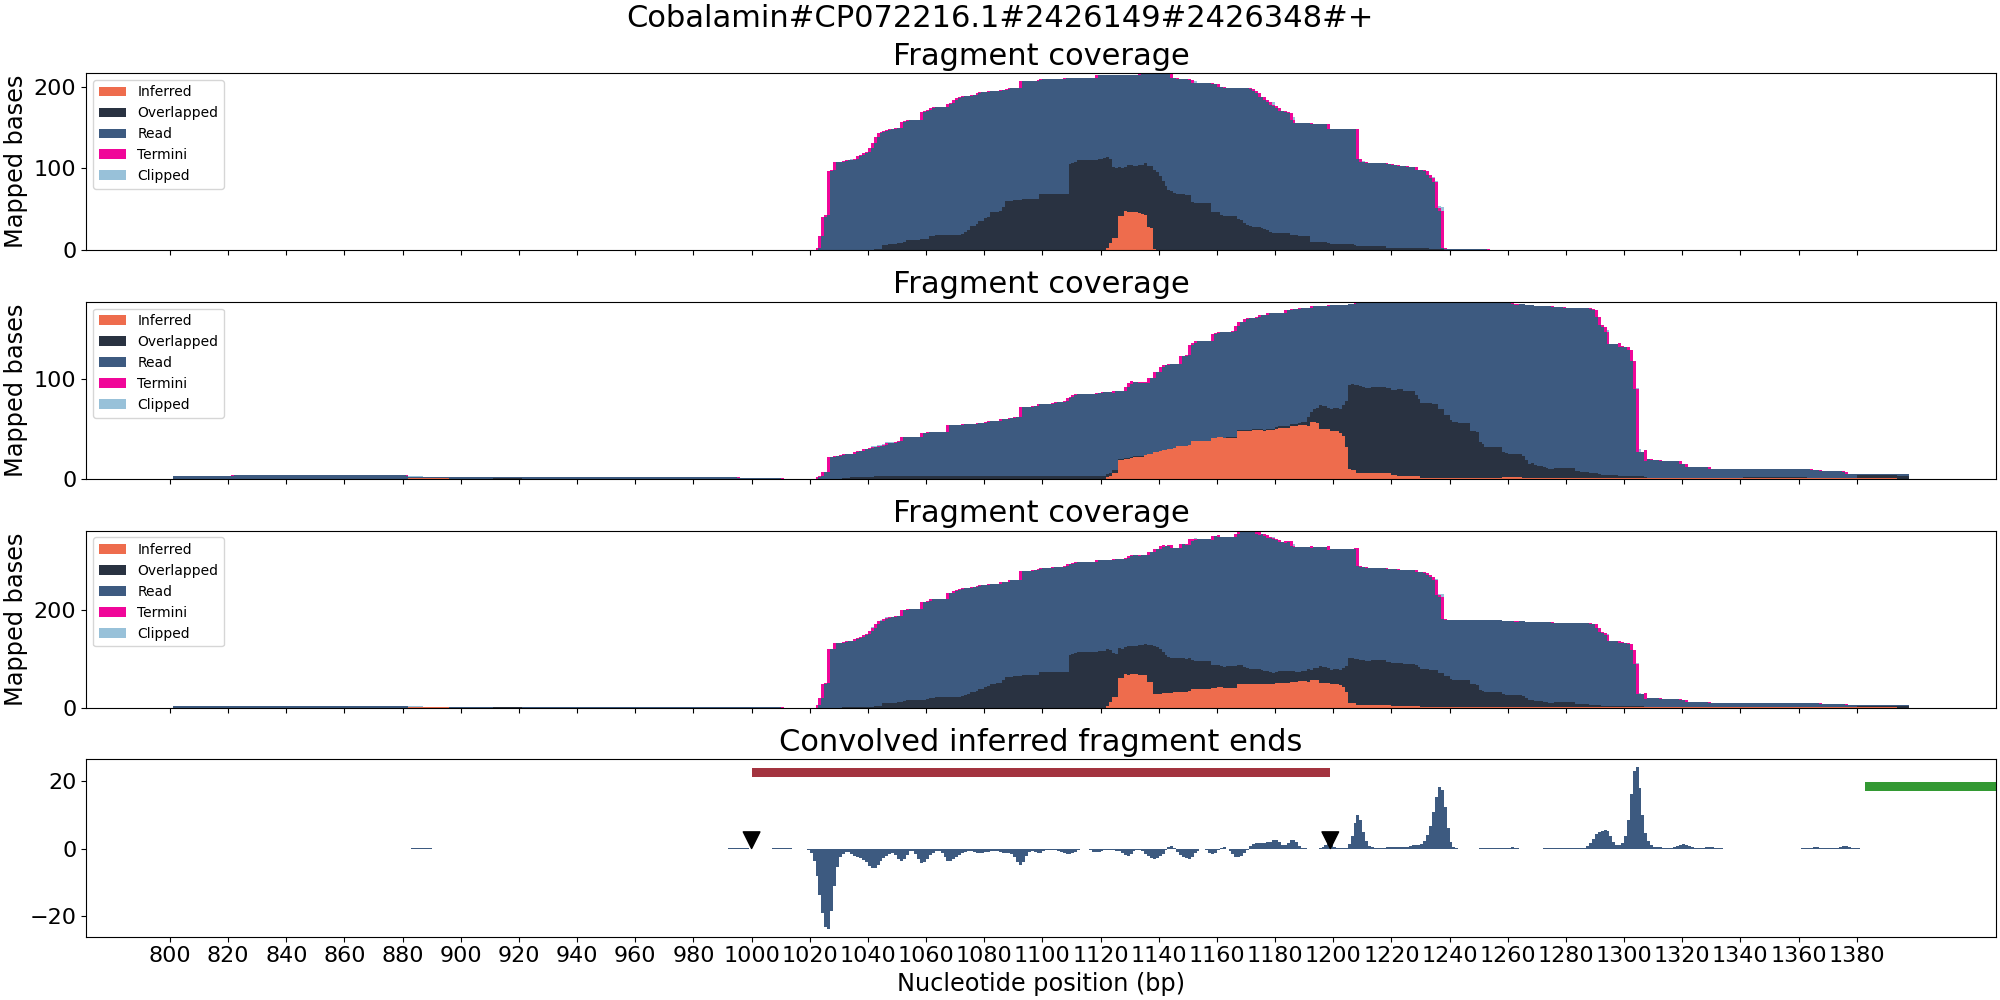 Cobalamin#CP072216.1#2426149#2426348#+
Fragment coverage
Mapped bases
200
100
0
Inferred
Overlapped
Read
Termini
Clipped
Fragment coverage
Mapped bases
100
0
Inferred
Overlapped
Read
Termini
Clipped
Fragment coverage
Mapped bases
200
0
Inferred
Overlapped
Read
Termini
Clipped
Convolved inferred fragment ends
20
0
−20
800 820 840 860 880 900 920 940 960 980 1000 1020 1040 1060 1080 1100 1120 1140 1160 1180 1200 1220 1240 1260 1280 1300 1320 1340 1360 1380
Nucleotide position (bp)